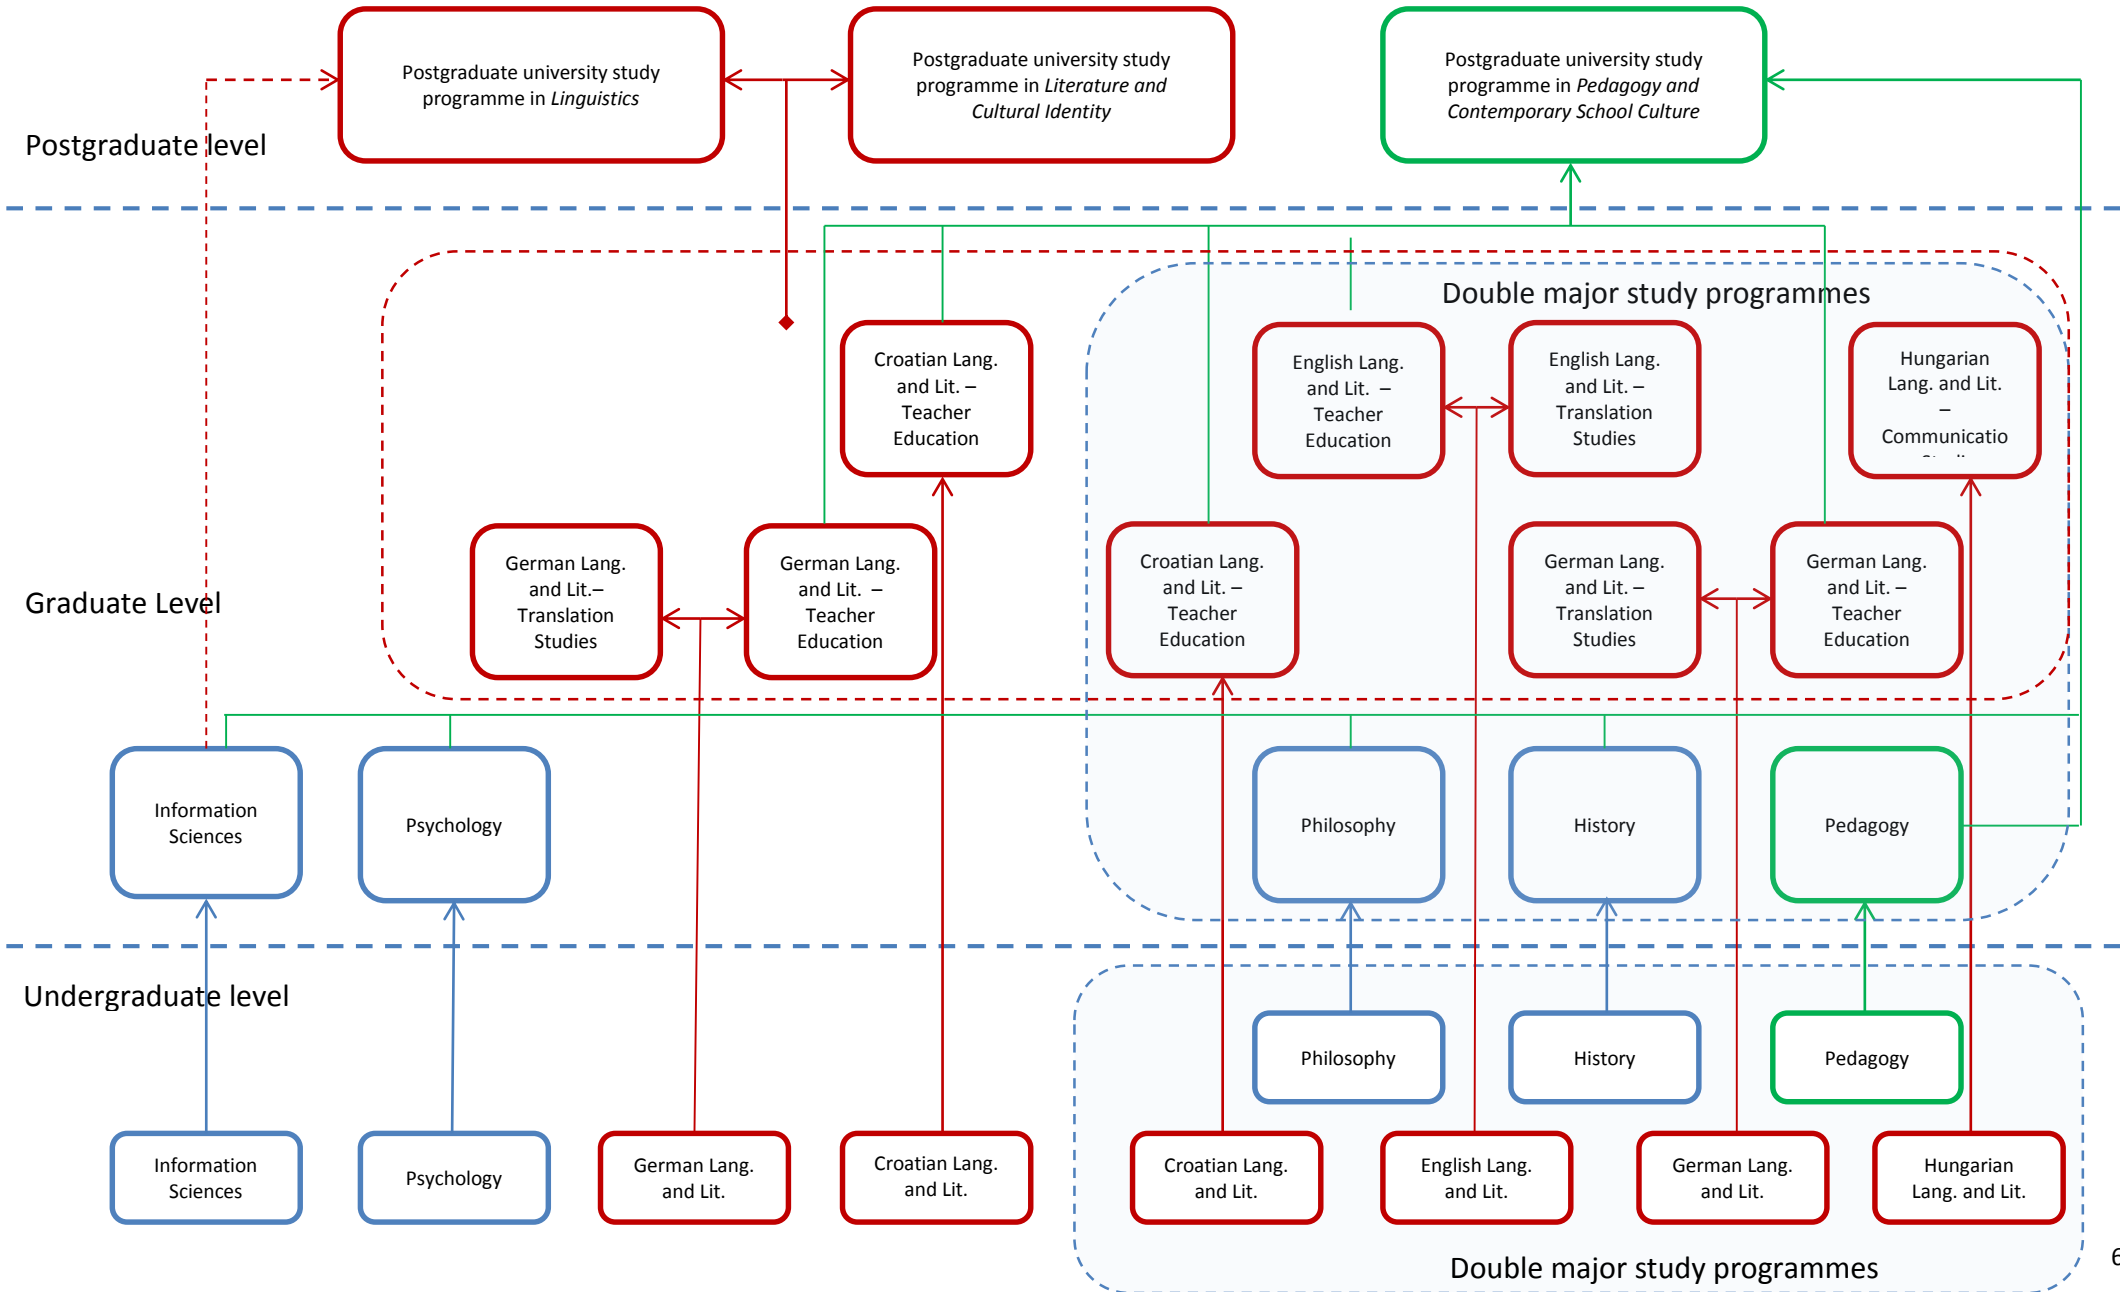 Postgraduate university study
programme in Linguistics
Postgraduate university study
programme in Literature and
Cultural Identity
Postgraduate university study
programme in Pedagogy and
Contemporary School Culture
Postgraduate level
Double major study programmes
Croatian Lang.
and Lit. –
Teacher
Education
English Lang.
and Lit. –
Teacher
Education
English Lang.
and Lit. –
Translation
Studies
Hungarian
Lang. and Lit.
–
Communicatio
German Lang.
and Lit.–
Translation
Studies
German Lang.
and Lit. –
Teacher
Education
Croatian Lang.
and Lit. –
Teacher
Education
German Lang.
and Lit. –
Translation
Studies
German Lang.
and Lit. –
Teacher
Education
Graduate Level
Information
Sciences
Psychology
Philosophy
History
Pedagogy
Undergraduate level
Philosophy
History
Pedagogy
Information
Sciences
Psychology
German Lang.
and Lit.
Croatian Lang.
and Lit.
Croatian Lang.
and Lit.
English Lang.
and Lit.
German Lang.
and Lit.
Hungarian
Lang. and Lit.
Double major study programmes
6